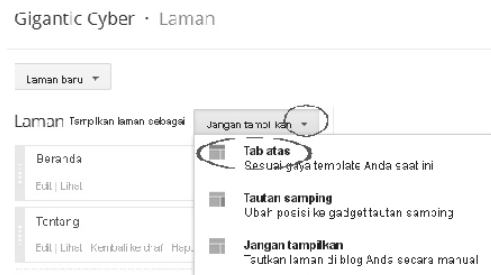 Gigantic Cyber · Laman
Laman baru
Laman Tampilkan laman sebagai Jangan tampilkan
Beranda
Edit | Lihat
Tentang
Edit | Lihat Kembali ke draf Hapu
Tab atas
Sesuai gaya template Anda saat ini
Tautan samping
Ubah posisi ke gadget tautan samping
Jangan tampilkan
Tautkan laman di blog Anda secara manual